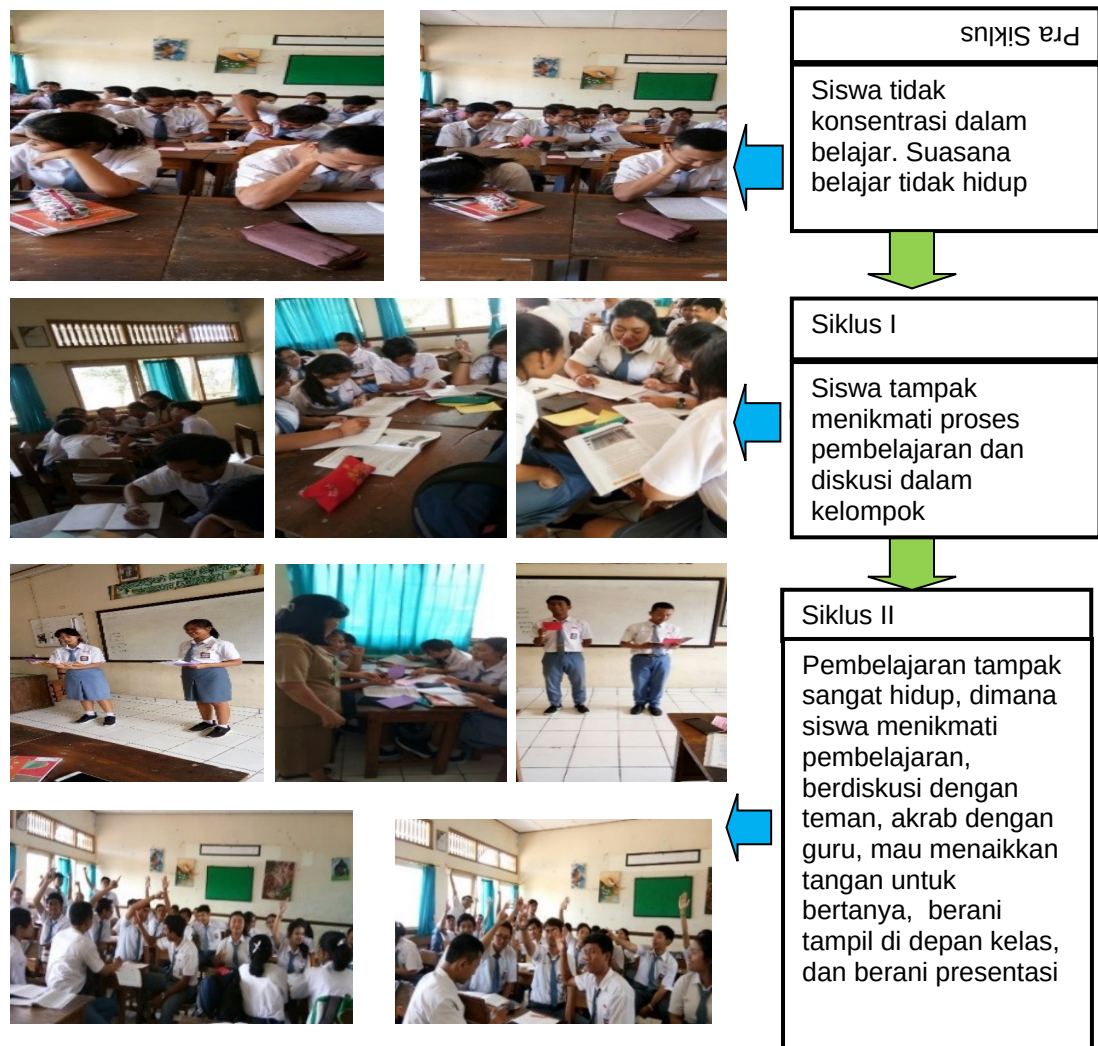 Pra Siklus
Siswa tidak
konsentrasi dalam
belajar. Suasana
belajar tidak hidup
Siklus I
Siswa tampak
menikmati proses
pembelajaran dan
diskusi dalam
kelompok
Siklus II
Pembelajaran tampak
sangat hidup, dimana
siswa menikmati
pembelajaran,
berdiskusi dengan
teman, akrab dengan
guru, mau menaikkan
tangan untuk
bertanya, berani
tampil di depan kelas,
dan berani presentasi